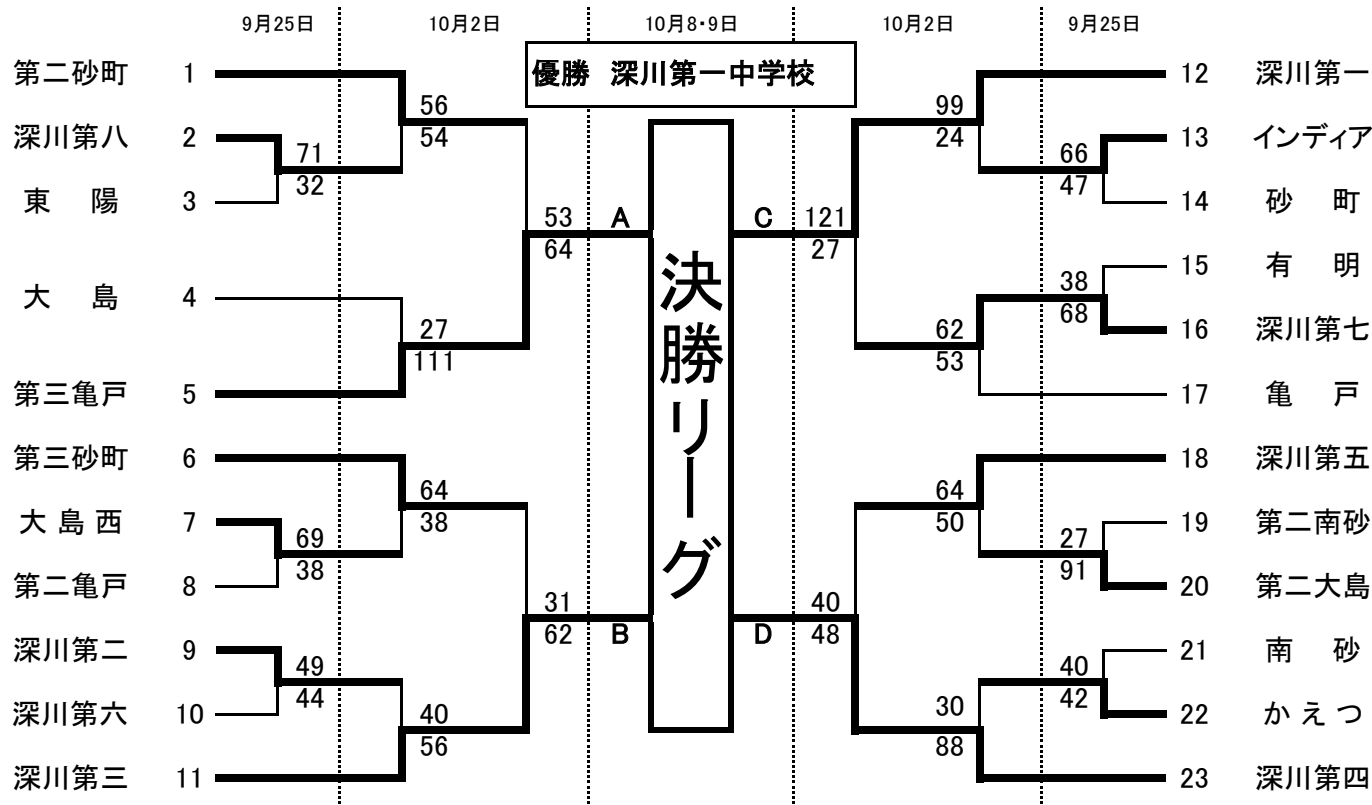 9月25日 10月2日 10月8・9日 10月2日 9月25日
優勝 深川第一中学校
第二砂町 1 12 深川第一
56 99
54 24
深川第八 2 13 インディア
71 66
32 47
東 陽 3 14 砂 町
53 A C 121
64 27
15 有 明
大 島 4 38
68
27 62 16 深川第七
111 53
第三亀戸 5 17 亀 戸
決勝リーグ
第三砂町 6 18 深川第五
64 64
38 50
大島西 7 19 第二南砂
69 27
38 91
第二亀戸 8 20 第二大島
31 40
62 B D 48
深川第二 9 21 南 砂
49 40
44 42
深川第六 10 22 かえつ
40 30
56 88
深川第三 11 23 深川第四